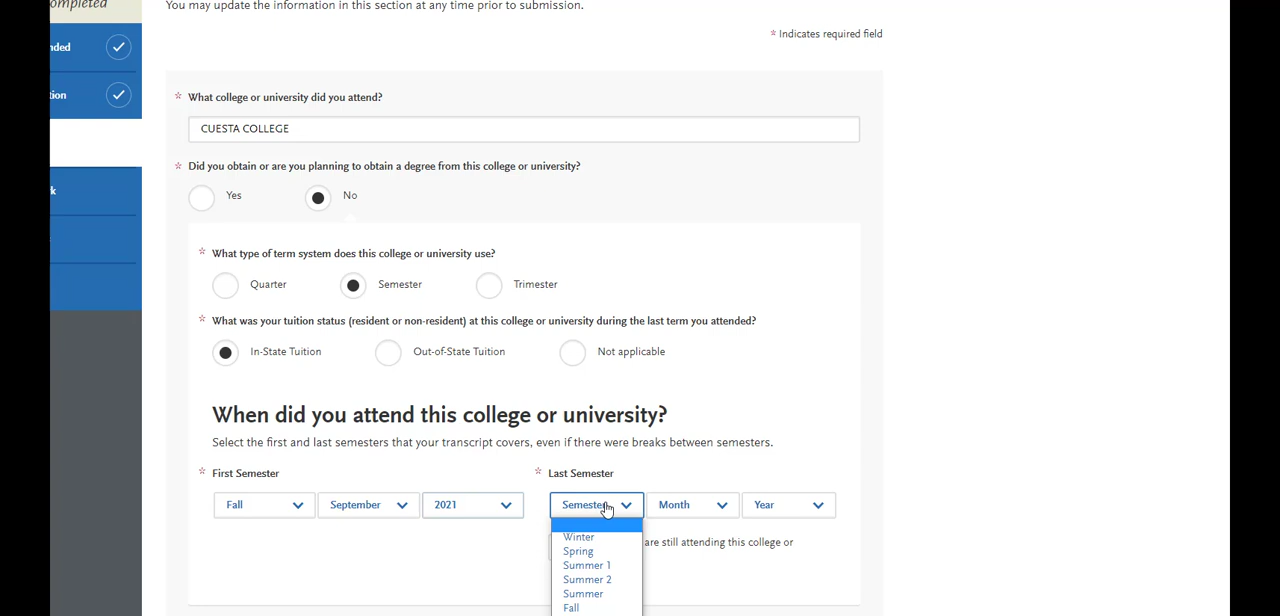 ompleted
You may update the information in this section at any time prior to submission.
* Indicates required field
nded
tion
k
* What college or university did you attend?
CUESTA COLLEGE
* Did you obtain or are you planning to obtain a degree from this college or university?
Yes No
* What type of term system does this college or university use?
Quarter Semester Trimester
* What was your tuition status (resident or non-resident) at this college or university during the last term you attended?
In-State Tuition Out-of-State Tuition Not applicable
When did you attend this college or university?
Select the first and last semesters that your transcript covers, even if there were breaks between semesters.
* First Semester * Last Semester
Fall September 2021 Semester Month Year
are still attending this college or
Winter
Spring
Summer 1
Summer 2
Summer
Fall